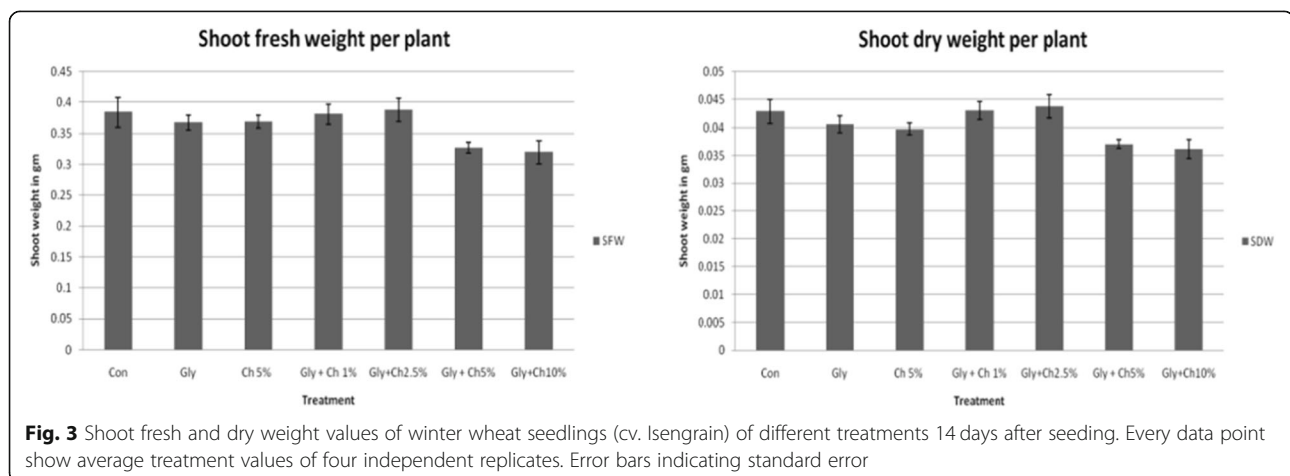 Shoot fresh weight per plant
0.45
0.4
0.35
0.3
0.25
0.2
0.15
0.1
0.05
0
Shoot weight in gm
Con Gly Ch 5% Gly + Ch 1% Gly+Ch2.5% Gly + Ch5% Gly+Ch10%
Treatment
SFW
Shoot dry weight per plant
0.05
0.045
0.04
0.035
0.03
0.025
0.02
0.015
0.01
0.005
0
Shoot weight in gm
Con Gly Ch 5% Gly + Ch 1% Gly+Ch2.5% Gly + Ch5% Gly+Ch10%
Treatment
SDW
Fig. 3 Shoot fresh and dry weight values of winter wheat seedlings (cv. Isengrain) of different treatments 14 days after seeding. Every data point
show average treatment values of four independent replicates. Error bars indicating standard error